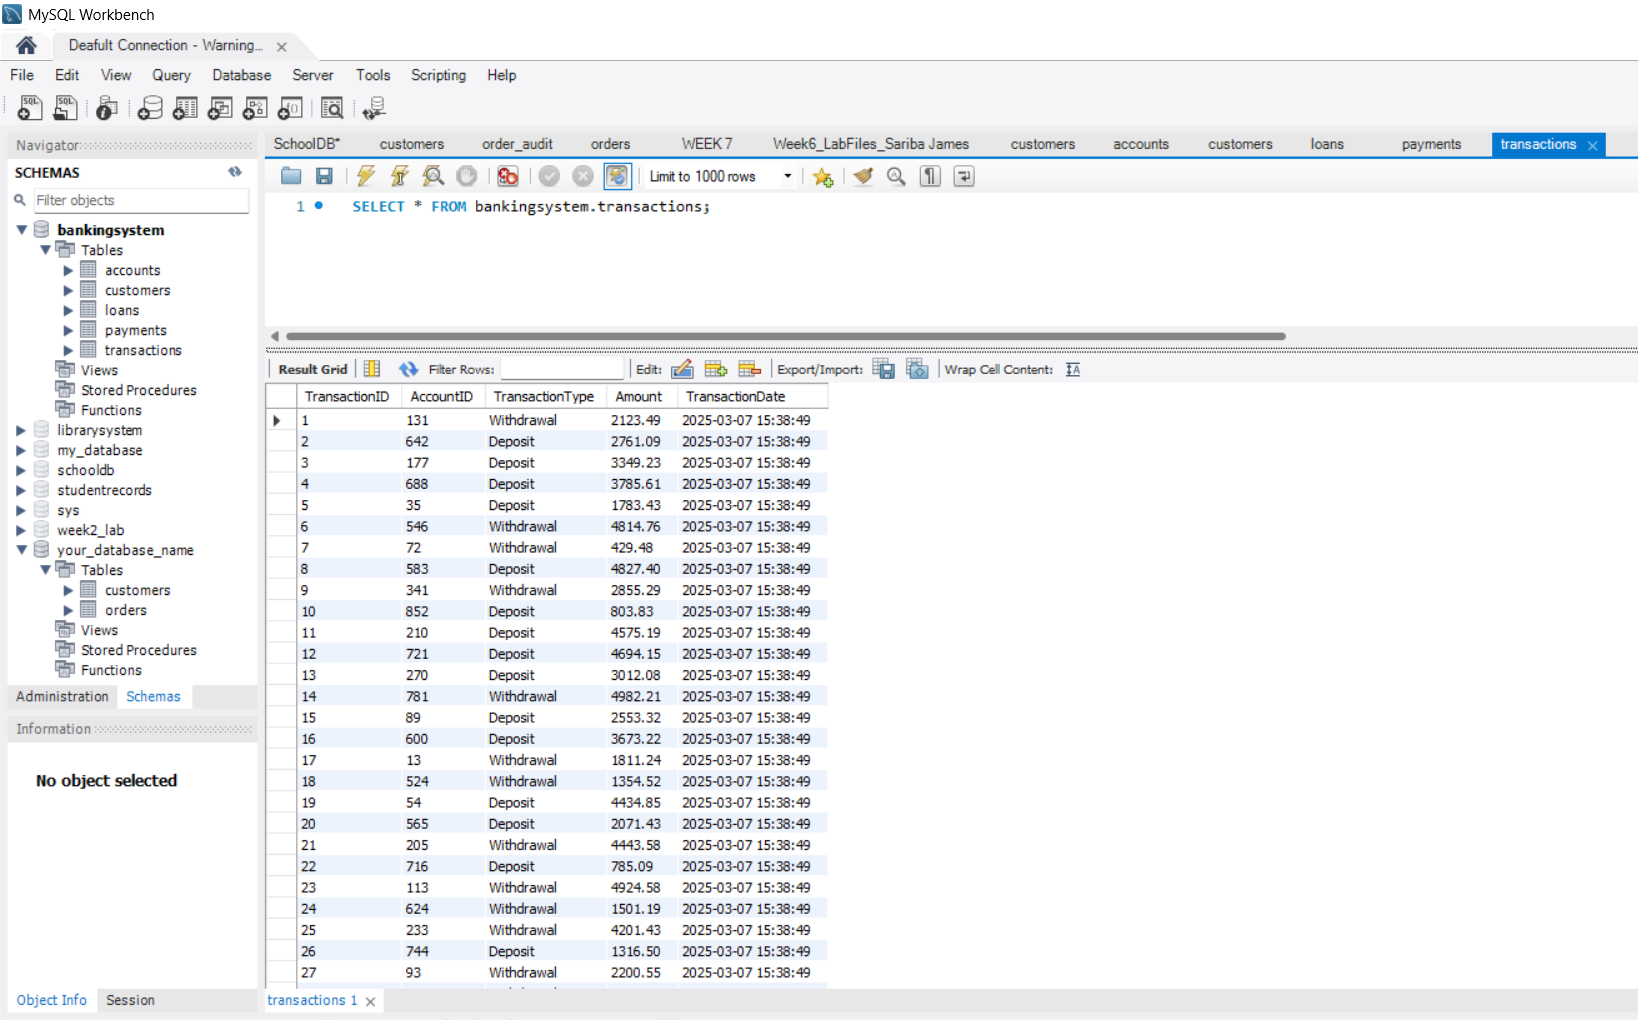 MySQL Workbench
Deafult Connection - Warning...
File Edit View Query Database Server Tools Scripting Help
Navigator
SCHEMAS
Filter objects
bankingsystem
Tables
accounts
customers
loans
payments
transactions
Views
Stored Procedures
Functions
librarysystem
my_database
schooldb
studentrecords
sys
week2_lab
your_database_name
Tables
customers
orders
Views
Stored Procedures
Functions
Administration Schemas
Information
No object selected
Object Info Session
SchoolDB* customers order_audit orders WEEK 7 Week6_LabFiles_Sariba James customers accounts customers loans payments transactions
Limit to 1000 rows
1 SELECT * FROM bankingsystem.transactions;
Result Grid Filter Rows: Edit: Export/Import: Wrap Cell Content:
TransactionID AccountID TransactionType Amount TransactionDate
1 131 Withdrawal 2123.49 2025-03-07 15:38:49
2 642 Deposit 2761.09 2025-03-07 15:38:49
3 177 Deposit 3349.23 2025-03-07 15:38:49
4 688 Deposit 3785.61 2025-03-07 15:38:49
5 35 Deposit 1783.43 2025-03-07 15:38:49
6 546 Withdrawal 4814.76 2025-03-07 15:38:49
7 72 Withdrawal 429.48 2025-03-07 15:38:49
8 583 Deposit 4827.40 2025-03-07 15:38:49
9 341 Withdrawal 2855.29 2025-03-07 15:38:49
10 852 Deposit 803.83 2025-03-07 15:38:49
11 210 Deposit 4575.19 2025-03-07 15:38:49
12 721 Deposit 4694.15 2025-03-07 15:38:49
13 270 Deposit 3012.08 2025-03-07 15:38:49
14 781 Withdrawal 4982.21 2025-03-07 15:38:49
15 89 Deposit 2553.32 2025-03-07 15:38:49
16 600 Deposit 3673.22 2025-03-07 15:38:49
17 13 Withdrawal 1811.24 2025-03-07 15:38:49
18 524 Withdrawal 1354.52 2025-03-07 15:38:49
19 54 Deposit 4434.85 2025-03-07 15:38:49
20 565 Deposit 2071.43 2025-03-07 15:38:49
21 205 Withdrawal 4443.58 2025-03-07 15:38:49
22 716 Deposit 785.09 2025-03-07 15:38:49
23 113 Withdrawal 4924.58 2025-03-07 15:38:49
24 624 Withdrawal 1501.19 2025-03-07 15:38:49
25 233 Withdrawal 4201.43 2025-03-07 15:38:49
26 744 Deposit 1316.50 2025-03-07 15:38:49
27 93 Withdrawal 2200.55 2025-03-07 15:38:49
transactions 1